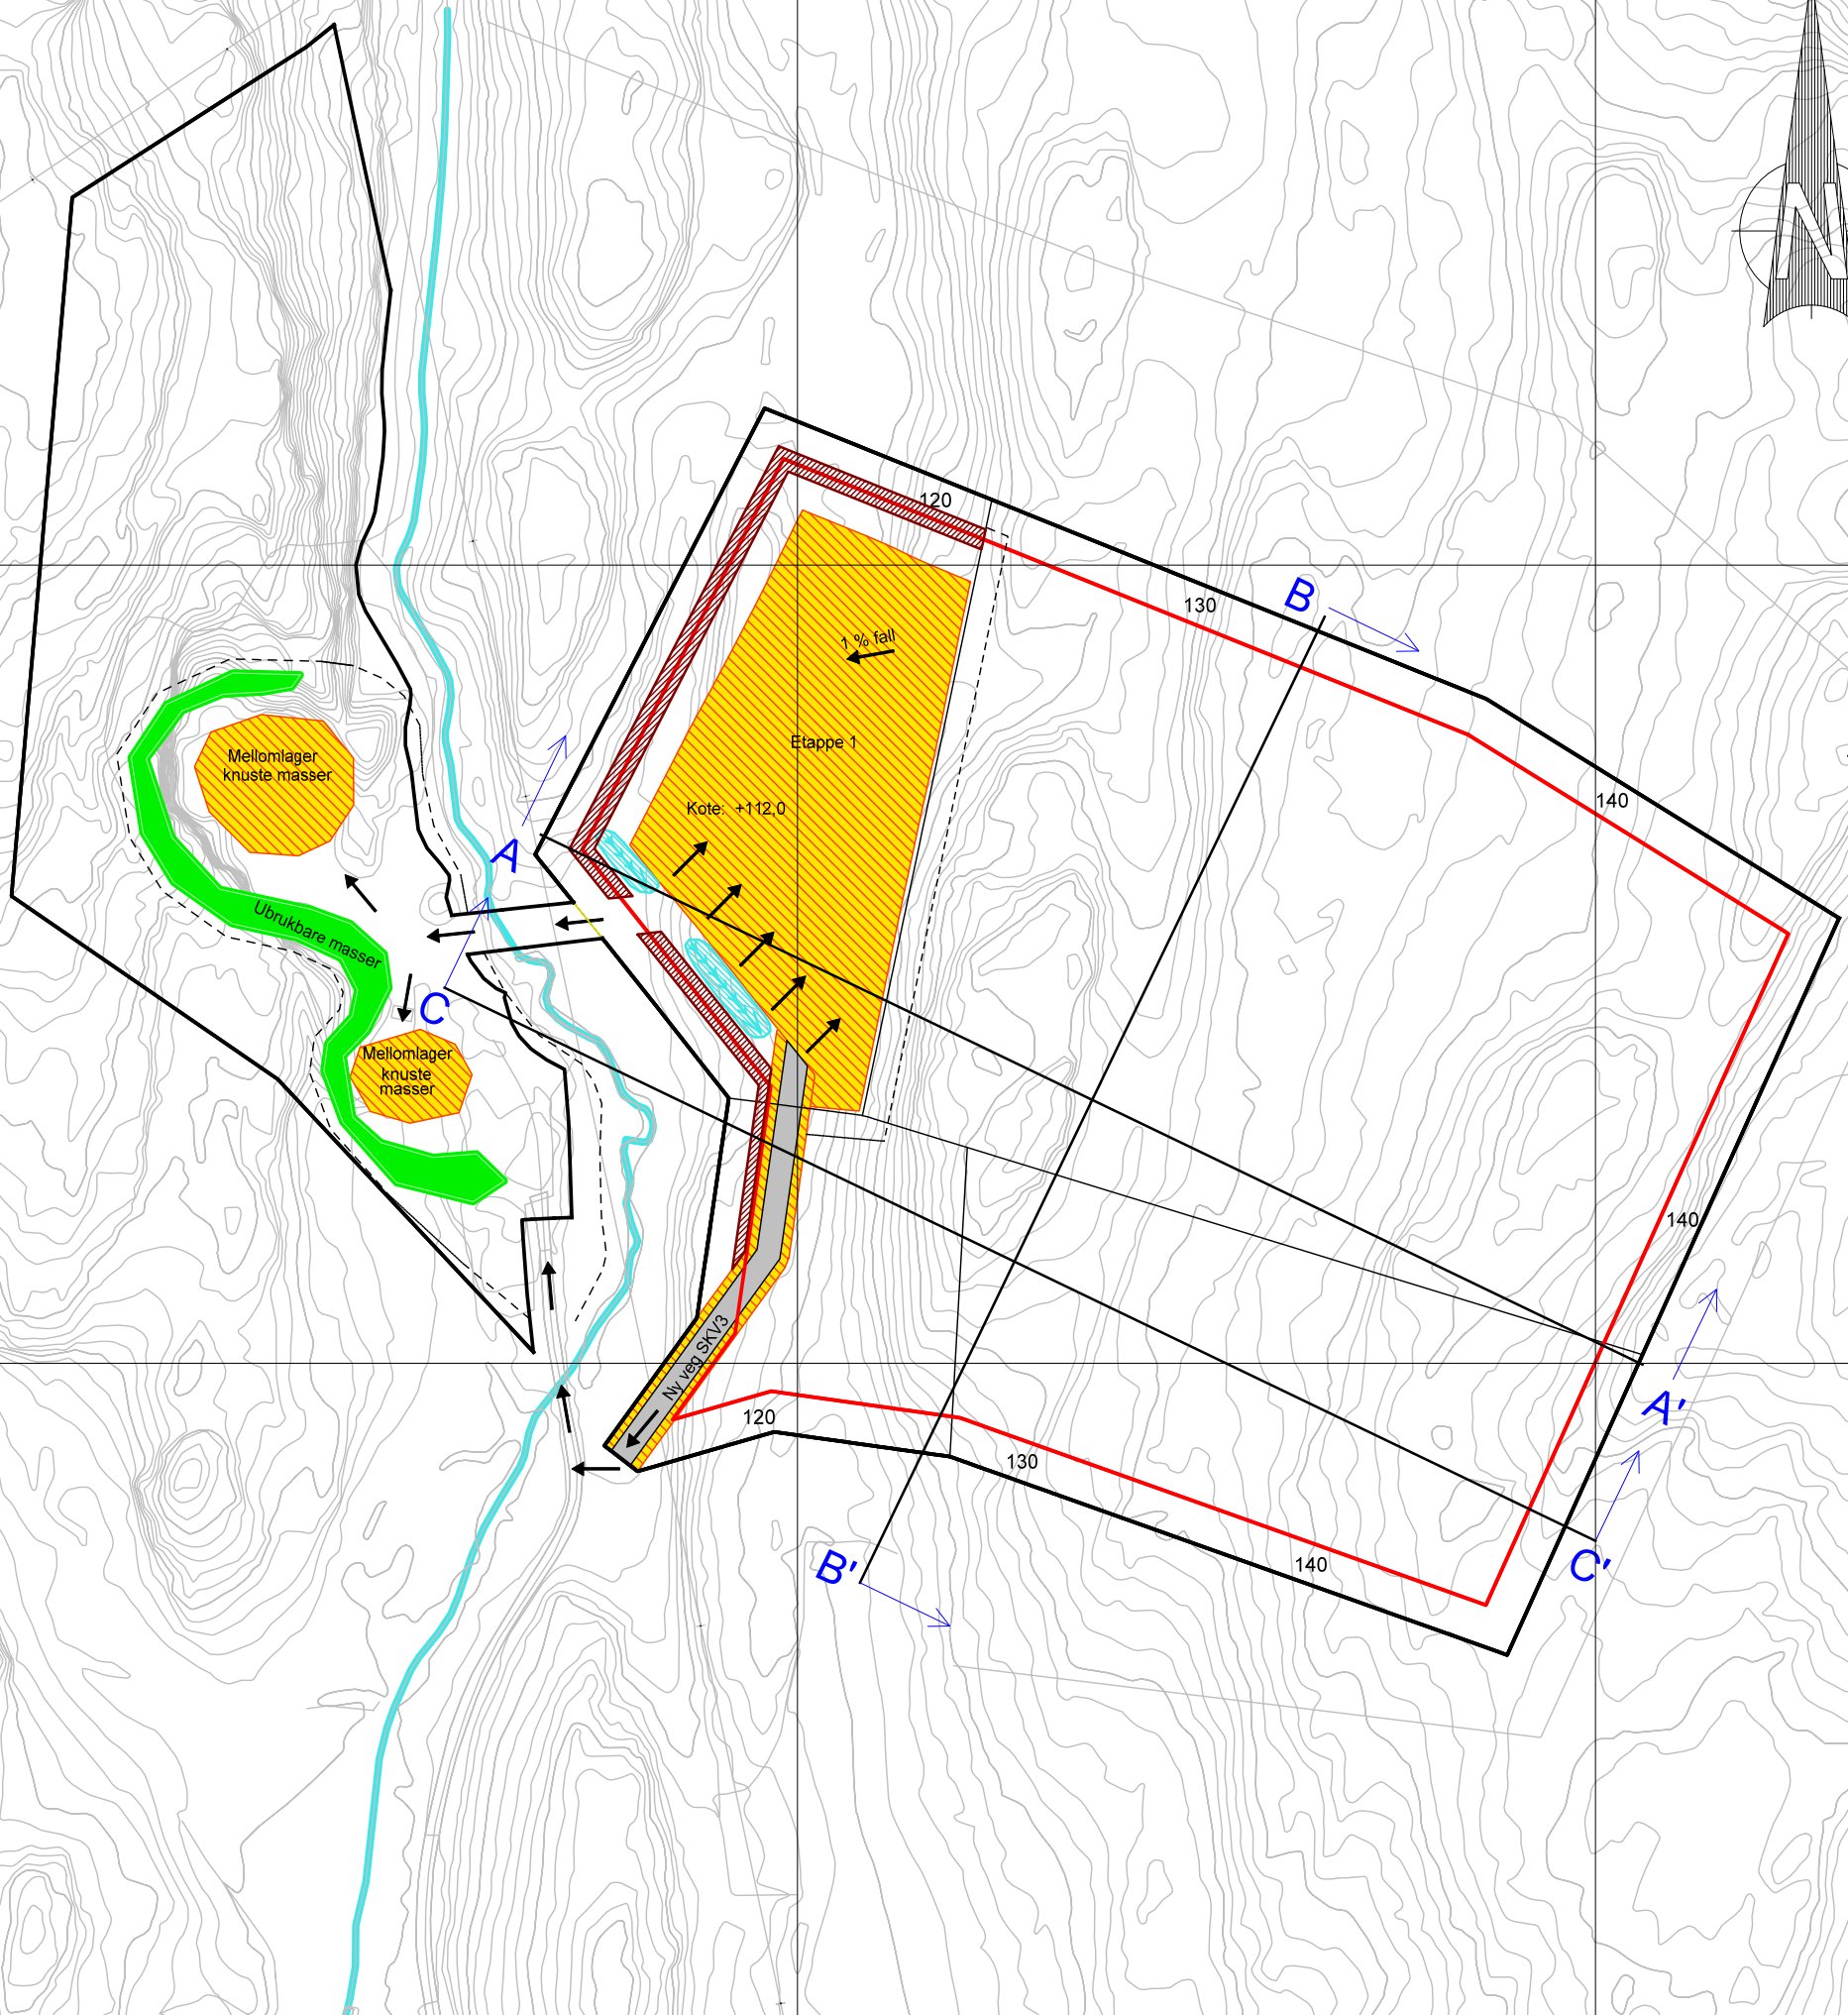 N
120
B
130
1 % fall
Etappe 1
Mellomlager
knuste masser
140
Kote: +112,0
A
Ubrukbare masser
C
Mellomlager
knuste
masser
140
Ny veg SKV3
A'
120
130
B'
140
C'